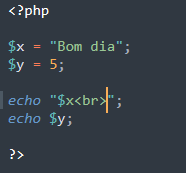 <?php
$x = "Bom dia";
$y = 5;
echo "$x<br>";
echo $y;
?>